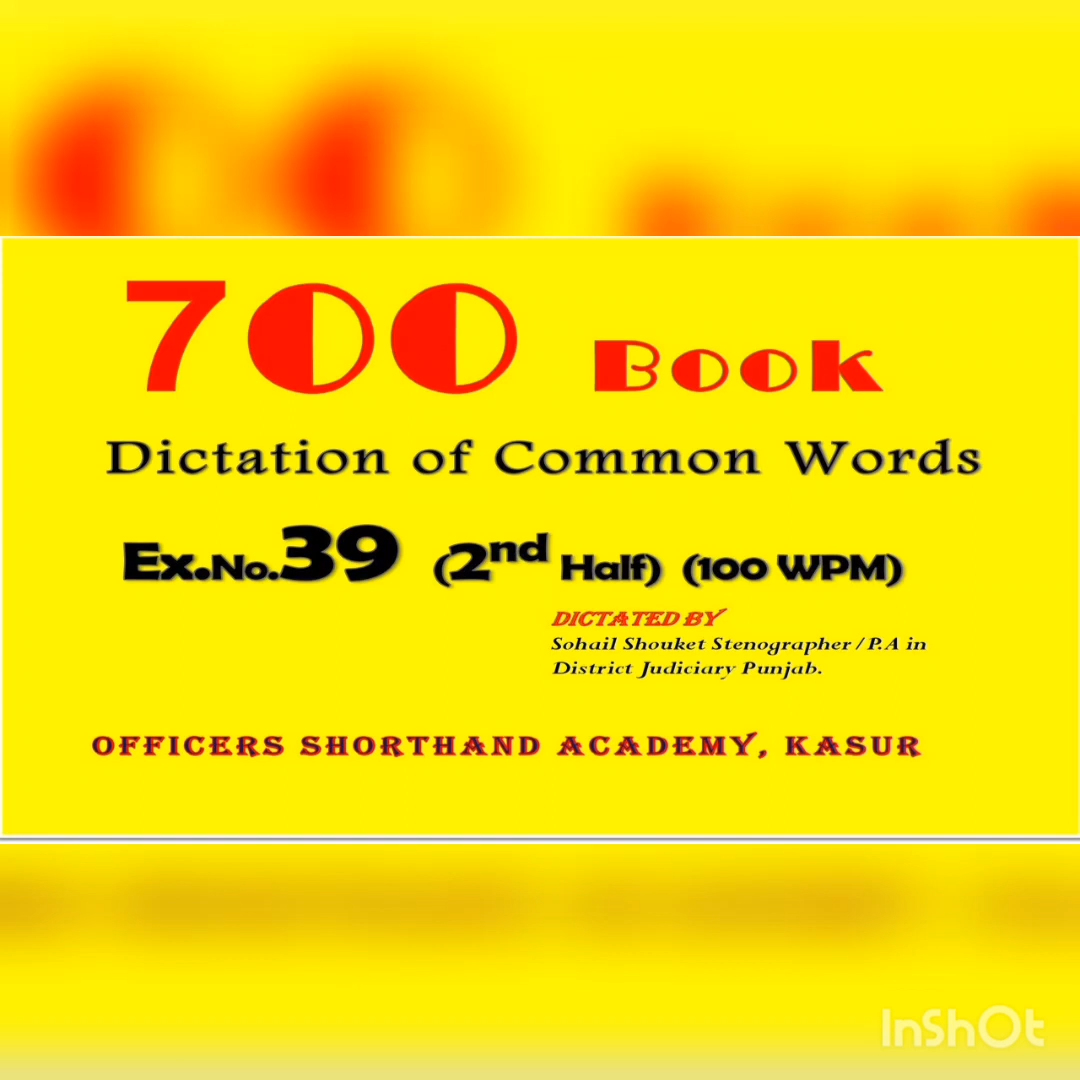 700 Book
Dictation of Common Words
Ex.No.39 (2nd Half) (100 WPM)
DICTATED BY
Sohail Shouket Stenographer / P.A in
District Judiciary Punjab.
OFFICERS SHORTHAND ACADEMY, KASUR
InShOt